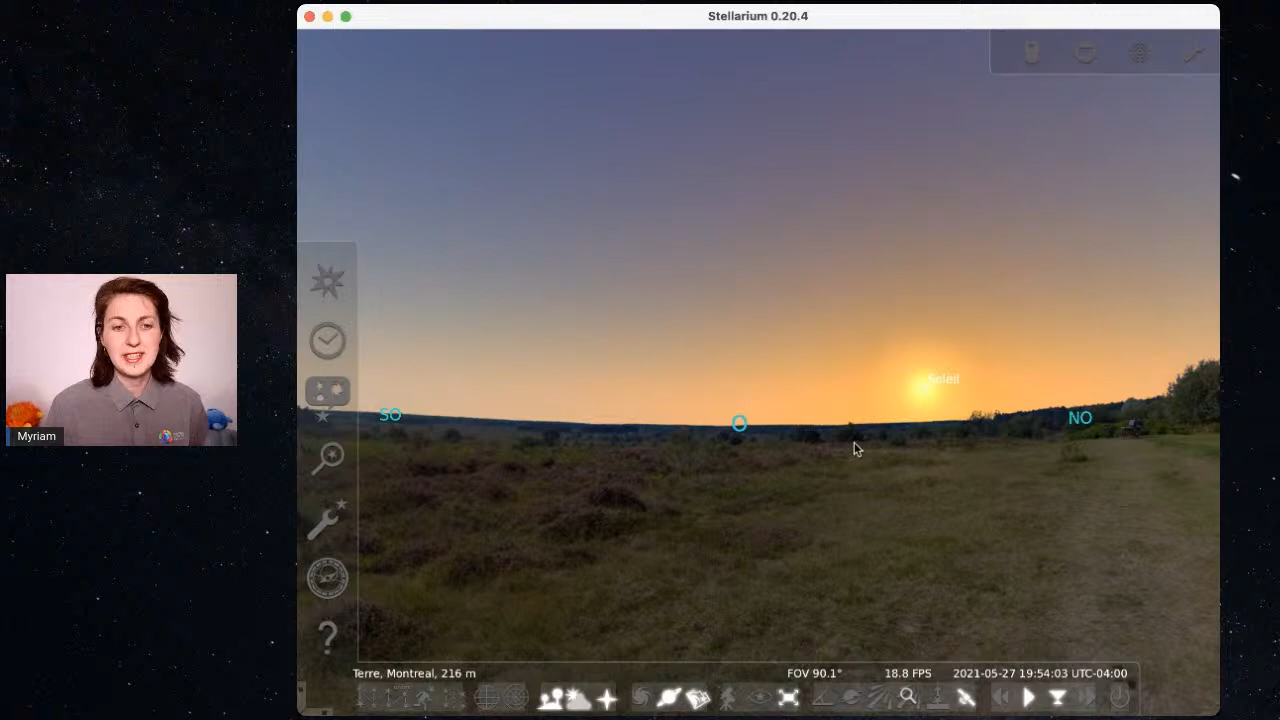 Stellarium 0.20.4
Soleil
SO
O
NO
Myriam
Terre, Montreal, 216 m
FOV 90.1°
18.8 FPS
2021-05-27 19:54:03 UTC-04:00
?